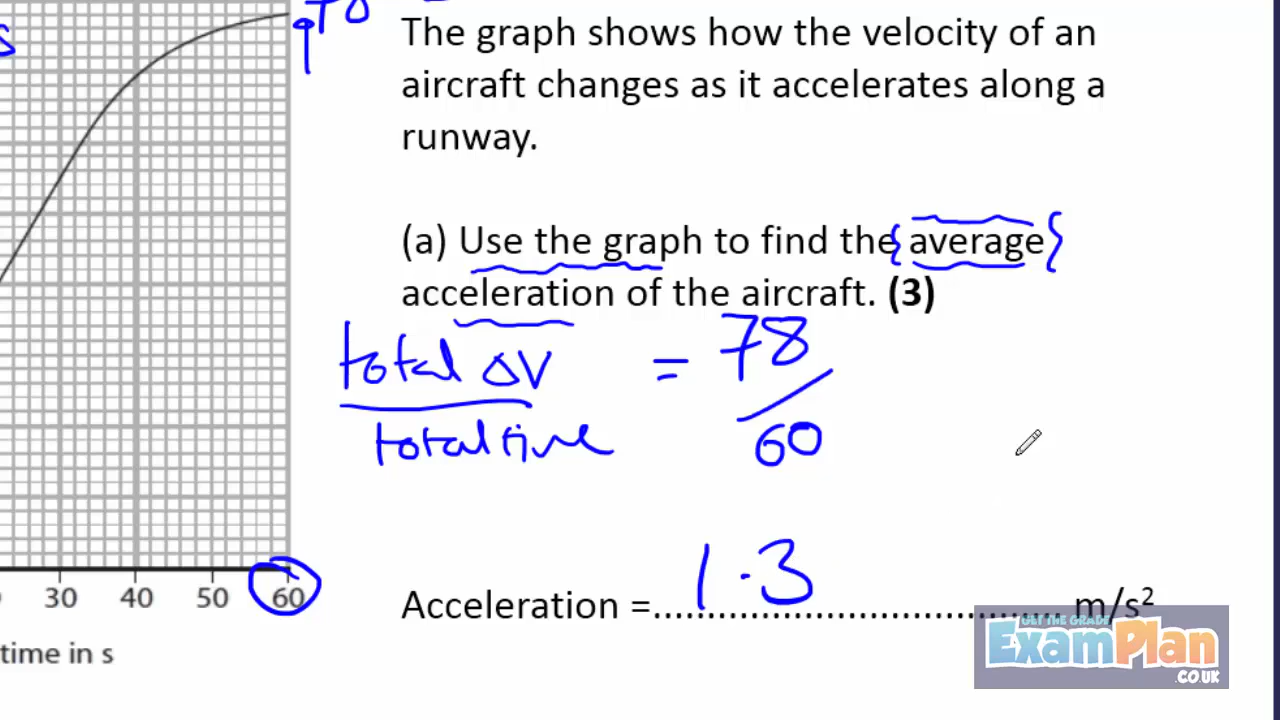 The graph shows how the velocity of an
aircraft changes as it accelerates along a
runway.
(a) Use the graph to find the { average }
acceleration of the aircraft. (3)
total ΔV = 78
total time 60
Acceleration =..... 1.3 ..... m/s²
30 40 50 60
time in s
GET THE GRADE
ExamPlan
.CO.UK